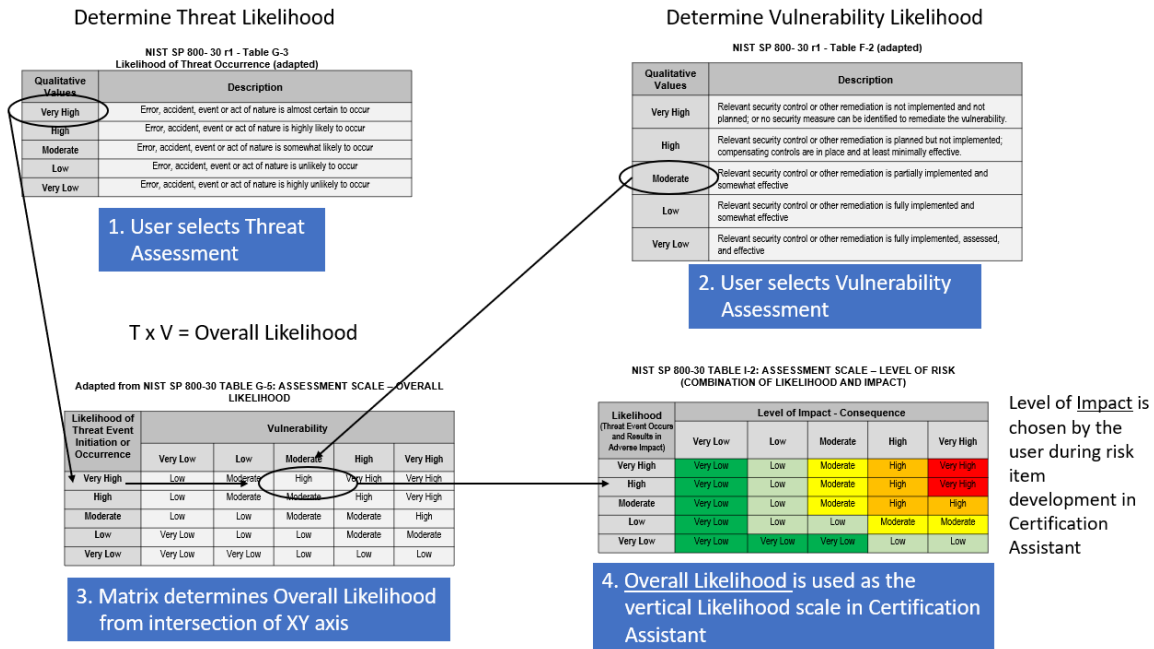 Determine Threat Likelihood
NIST SP 800- 30 r1 - Table G-3
Likelihood of Threat Occurrence (adapted)
Qualitative Values Description
Very High Error, accident, event or act of nature is almost certain to occur
High Error, accident, event or act of nature is highly likely to occur
Moderate Error, accident, event or act of nature is somewhat likely to occur
Low Error, accident, event or act of nature is unlikely to occur
Very Low Error, accident, event or act of nature is highly unlikely to occur
1. User selects Threat
Assessment
Determine Vulnerability Likelihood
NIST SP 800- 30 r1 - Table F-2 (adapted)
Qualitative Values Description
Very High Relevant security control or other remediation is not implemented and not
planned; or no security measure can be identified to remediate the vulnerability.
High Relevant security control or other remediation is planned but not implemented;
compensating controls are in place and at least minimally effective.
Moderate Relevant security control or other remediation is partially implemented and
somewhat effective
Low Relevant security control or other remediation is fully implemented and
somewhat effective
Very Low Relevant security control or other remediation is fully implemented, assessed,
and effective
2. User selects Vulnerability
Assessment
T x V = Overall Likelihood
Adapted from NIST SP 800-30 TABLE G-5: ASSESSMENT SCALE – OVERALL
LIKELIHOOD
Likelihood of
Threat Event
Initiation or
Occurrence
Vulnerability
Very Low Low Moderate High Very High
Very High Low Moderate High Very High Very High
High Low Moderate Moderate High Very High
Moderate Low Low Moderate Moderate High
Low Very Low Low Low Moderate Moderate
Very Low Very Low Very Low Low Low Low
3. Matrix determines Overall Likelihood
from intersection of XY axis
NIST SP 800-30 TABLE I-2: ASSESSMENT SCALE – LEVEL OF RISK
(COMBINATION OF LIKELIHOOD AND IMPACT)
Likelihood
(Threat Event Occurs
and Results in
Adverse Impact)
Level of Impact - Consequence
Very Low Low Moderate High Very High
Very High Very Low Low Moderate High Very High
High Very Low Low Moderate High Very High
Moderate Very Low Low Moderate High High
Low Very Low Low Low Moderate Moderate
Very Low Very Low Very Low Very Low Low Low
4. Overall Likelihood is used as the
vertical Likelihood scale in Certification
Assistant
Level of Impact is
chosen by the
user during risk
item
development in
Certification
Assistant